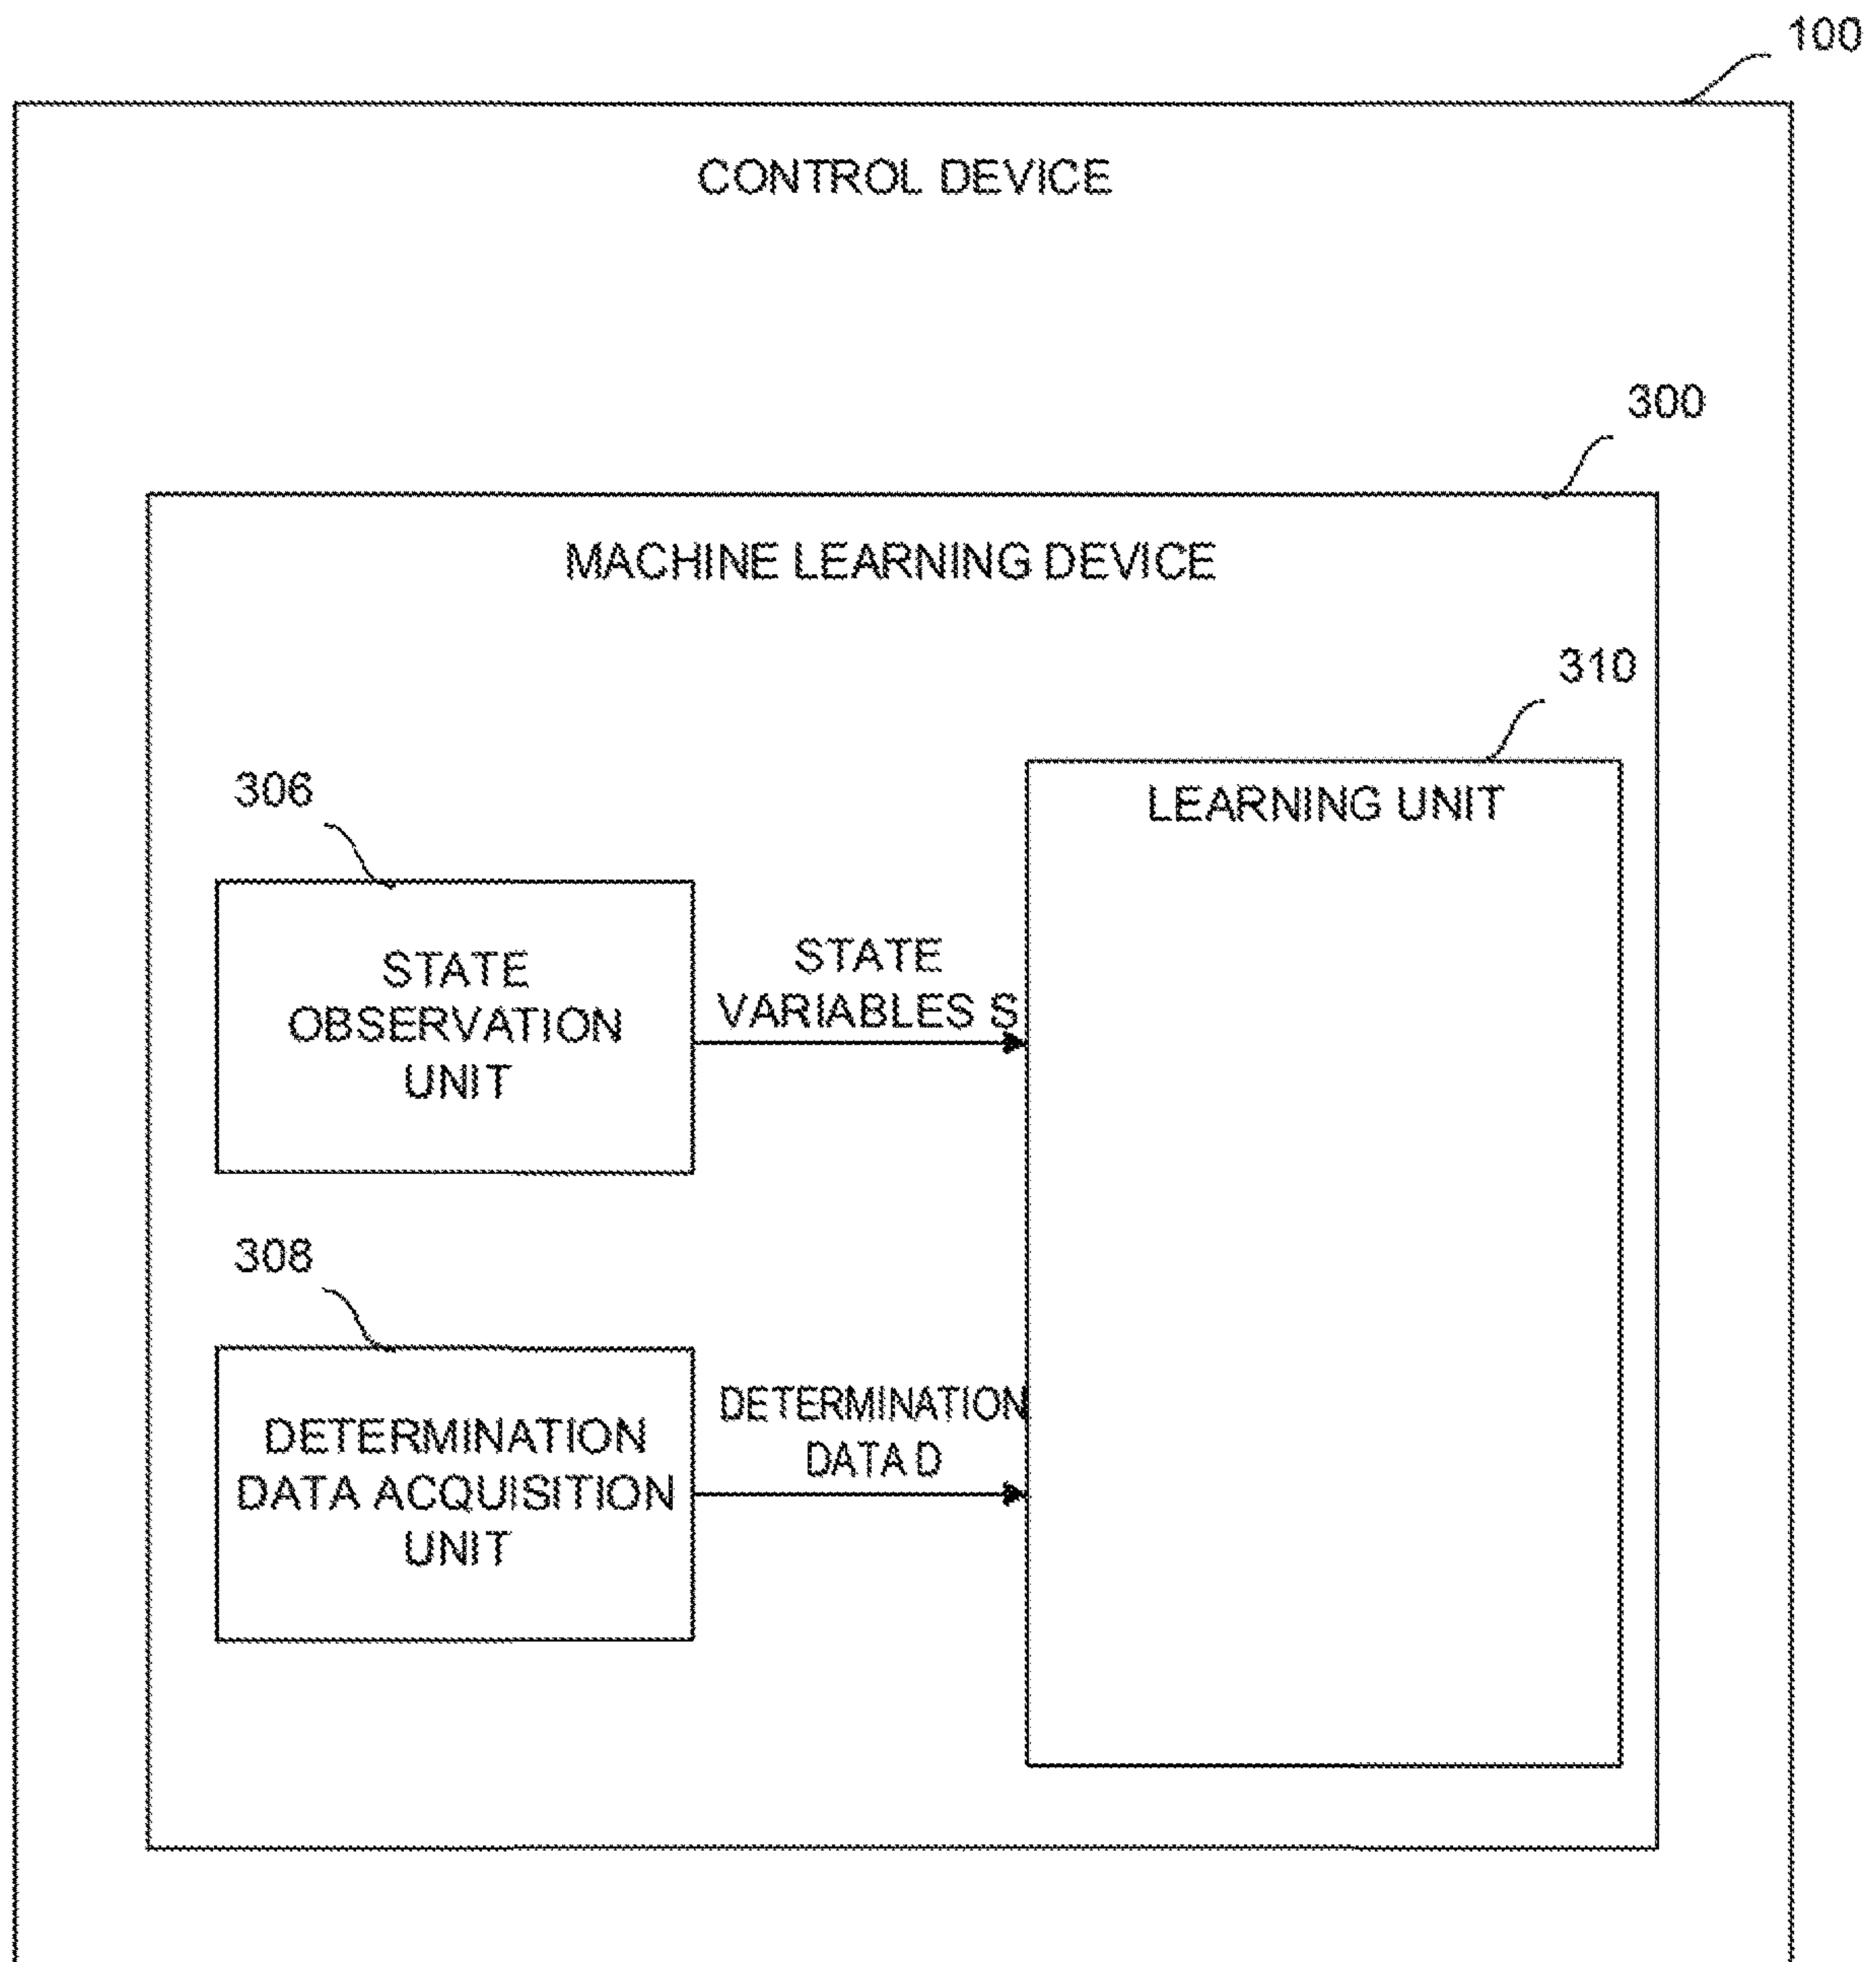 100
CONTROL DEVICE
300
MACHINE LEARNING DEVICE
310
LEARNING UNIT
306
STATE
OBSERVATION
UNIT
STATE
VARIABLES S
308
DETERMINATION
DATA ACQUISITION
UNIT
DETERMINATION
DATA D